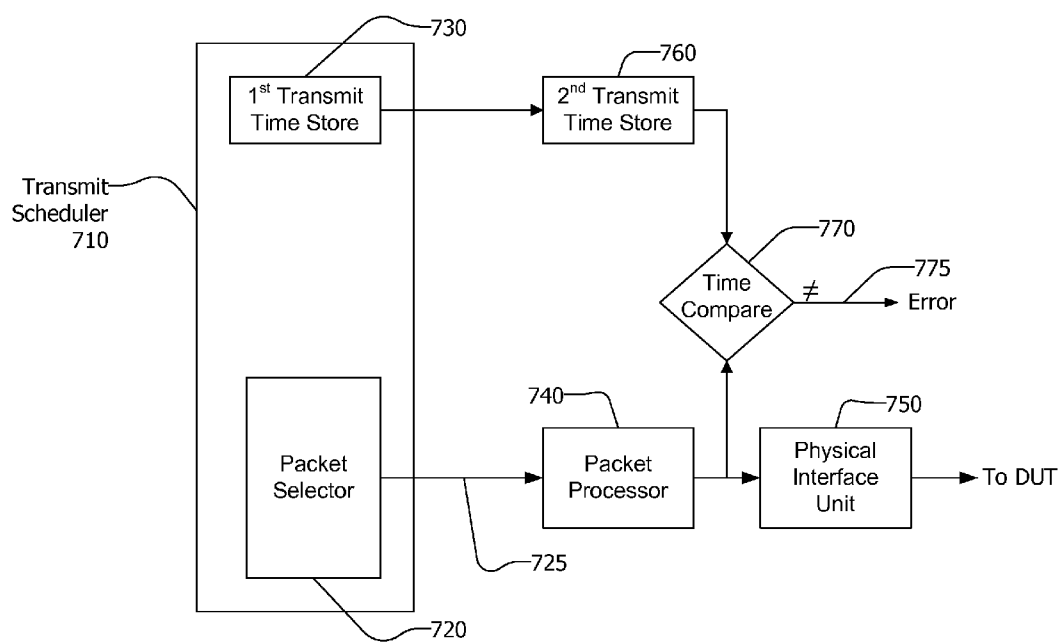 730
760
1st Transmit
Time Store
2nd Transmit
Time Store
Transmit
Scheduler
710
770
775
Time
Compare
≠
Error
740
750
Packet
Selector
Packet
Processor
Physical
Interface
Unit
To DUT
725
720